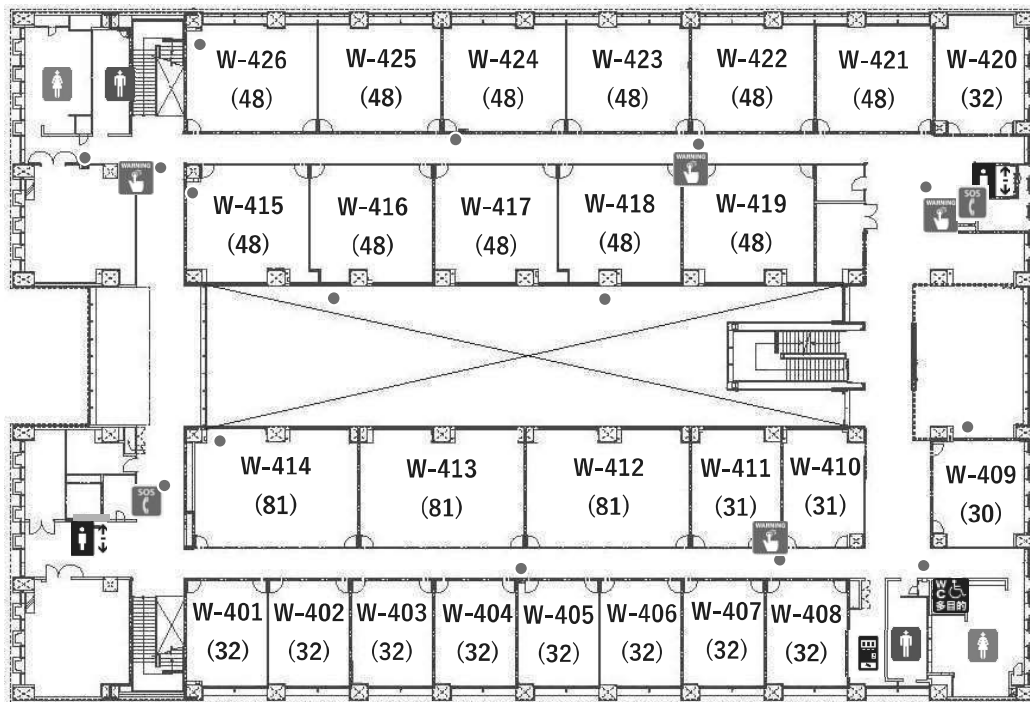 W-426
(48)
W-425
(48)
W-424
(48)
W-423
(48)
W-422
(48)
W-421
(48)
W-420
(32)
WARNING
WARNING
W-415
(48)
W-416
(48)
W-417
(48)
W-418
(48)
W-419
(48)
SOS
WARNING
W-414
(81)
W-413
(81)
W-412
(81)
W-411
(31)
W-410
(31)
W-409
(30)
SOS
WARNING
W-401
(32)
W-402
(32)
W-403
(32)
W-404
(32)
W-405
(32)
W-406
(32)
W-407
(32)
W-408
(32)
WC
多目的